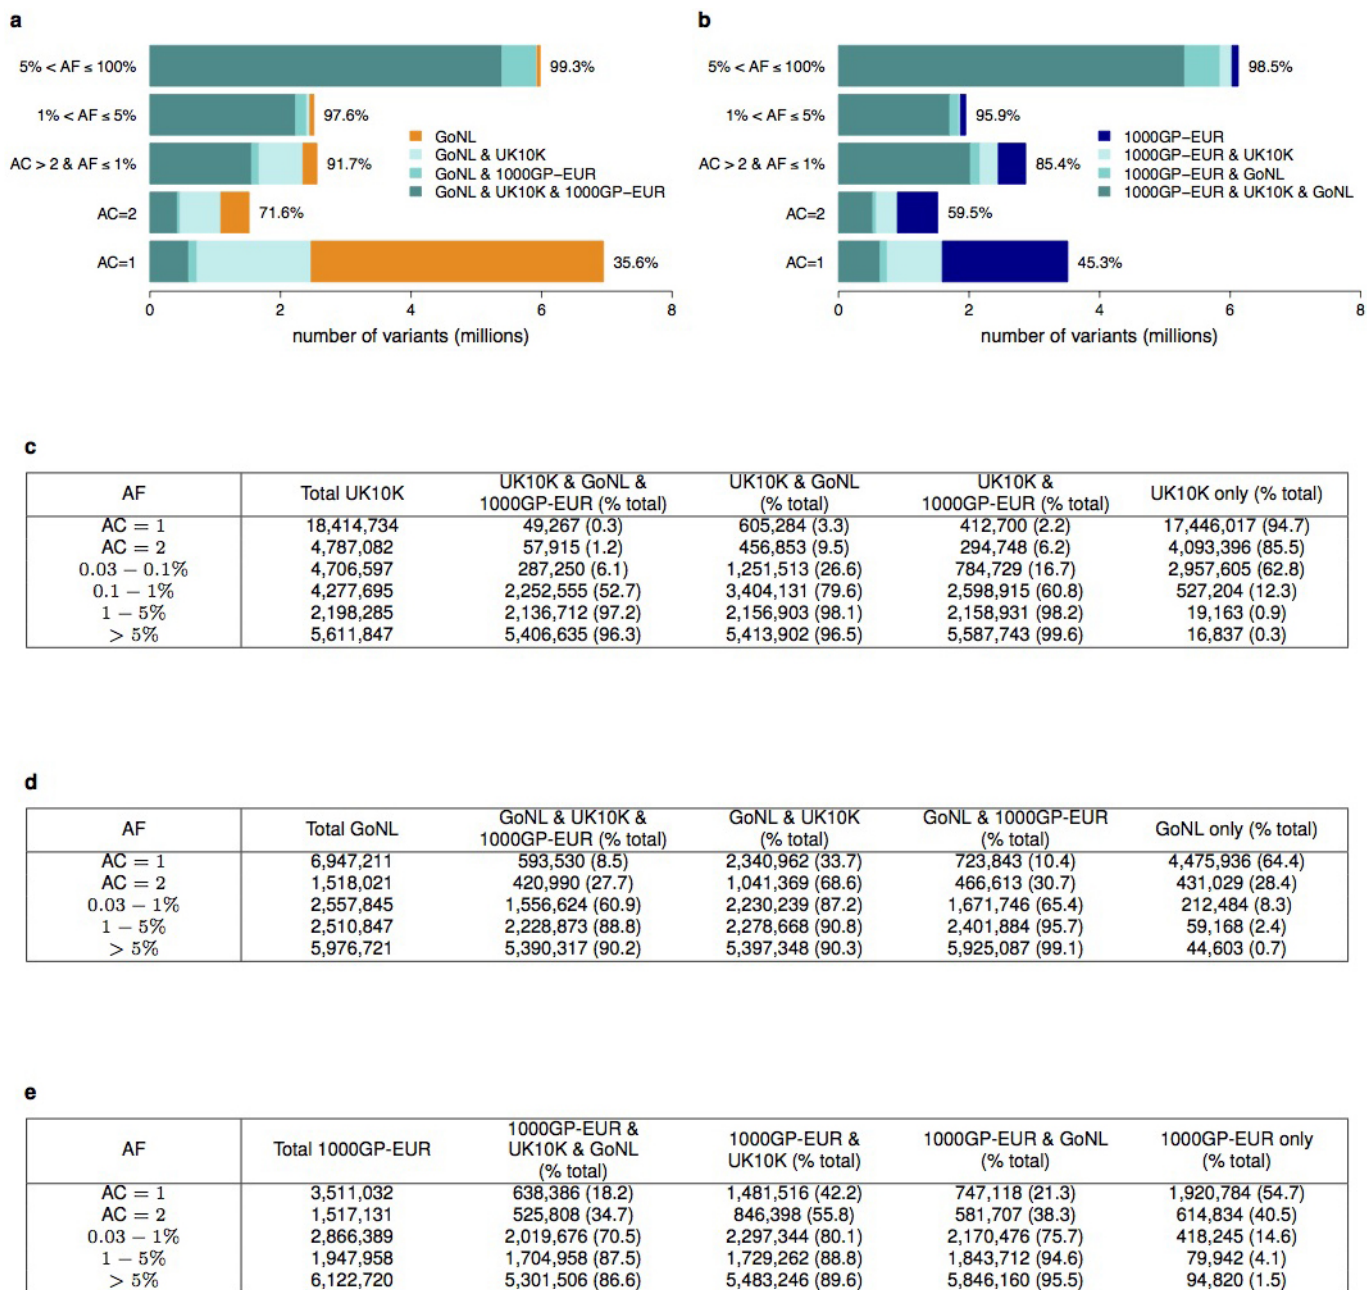 a
5% < AF ≤ 100%
99.3%
1% < AF ≤ 5%
97.6%
AC > 2 & AF ≤ 1%
91.7%
AC=2
71.6%
AC=1
35.6%
GoNL
GoNL & UK10K
GoNL & 1000GP−EUR
GoNL & UK10K & 1000GP−EUR
0 2 4 6 8
number of variants (millions)
b
5% < AF ≤ 100%
98.5%
1% < AF ≤ 5%
95.9%
AC > 2 & AF ≤ 1%
85.4%
AC=2
59.5%
AC=1
45.3%
1000GP−EUR
1000GP−EUR & UK10K
1000GP−EUR & GoNL
1000GP−EUR & UK10K & GoNL
0 2 4 6 8
number of variants (millions)
c
AF Total UK10K UK10K & GoNL & 1000GP-EUR (% total) UK10K & GoNL (% total) UK10K & 1000GP-EUR (% total) UK10K only (% total)
AC = 1 18,414,734 49,267 (0.3) 605,284 (3.3) 412,700 (2.2) 17,446,017 (94.7)
AC = 2 4,787,082 57,915 (1.2) 456,853 (9.5) 294,748 (6.2) 4,093,396 (85.5)
0.03 − 0.1% 4,706,597 287,250 (6.1) 1,251,513 (26.6) 784,729 (16.7) 2,957,605 (62.8)
0.1 − 1% 4,277,695 2,252,555 (52.7) 3,404,131 (79.6) 2,598,915 (60.8) 527,204 (12.3)
1 − 5% 2,198,285 2,136,712 (97.2) 2,156,903 (98.1) 2,158,931 (98.2) 19,163 (0.9)
> 5% 5,611,847 5,406,635 (96.3) 5,413,902 (96.5) 5,587,743 (99.6) 16,837 (0.3)
d
AF Total GoNL GoNL & UK10K & 1000GP-EUR (% total) GoNL & UK10K (% total) GoNL & 1000GP-EUR (% total) GoNL only (% total)
AC = 1 6,947,211 593,530 (8.5) 2,340,962 (33.7) 723,843 (10.4) 4,475,936 (64.4)
AC = 2 1,518,021 420,990 (27.7) 1,041,369 (68.6) 466,613 (30.7) 431,029 (28.4)
0.03 − 1% 2,557,845 1,556,624 (60.9) 2,230,239 (87.2) 1,671,746 (65.4) 212,484 (8.3)
1 − 5% 2,510,847 2,228,873 (88.8) 2,278,668 (90.8) 2,401,884 (95.7) 59,168 (2.4)
> 5% 5,976,721 5,390,317 (90.2) 5,397,348 (90.3) 5,925,087 (99.1) 44,603 (0.7)
e
AF Total 1000GP-EUR 1000GP-EUR & UK10K & GoNL (% total) 1000GP-EUR & UK10K (% total) 1000GP-EUR & GoNL (% total) 1000GP-EUR only (% total)
AC = 1 3,511,032 638,386 (18.2) 1,481,516 (42.2) 747,118 (21.3) 1,920,784 (54.7)
AC = 2 1,517,131 525,808 (34.7) 846,398 (55.8) 581,707 (38.3) 614,834 (40.5)
0.03 − 1% 2,866,389 2,019,676 (70.5) 2,297,344 (80.1) 2,170,476 (75.7) 418,245 (14.6)
1 − 5% 1,947,958 1,704,958 (87.5) 1,729,262 (88.8) 1,843,712 (94.6) 79,942 (4.1)
> 5% 6,122,720 5,301,506 (86.6) 5,483,246 (89.6) 5,846,160 (95.5) 94,820 (1.5)